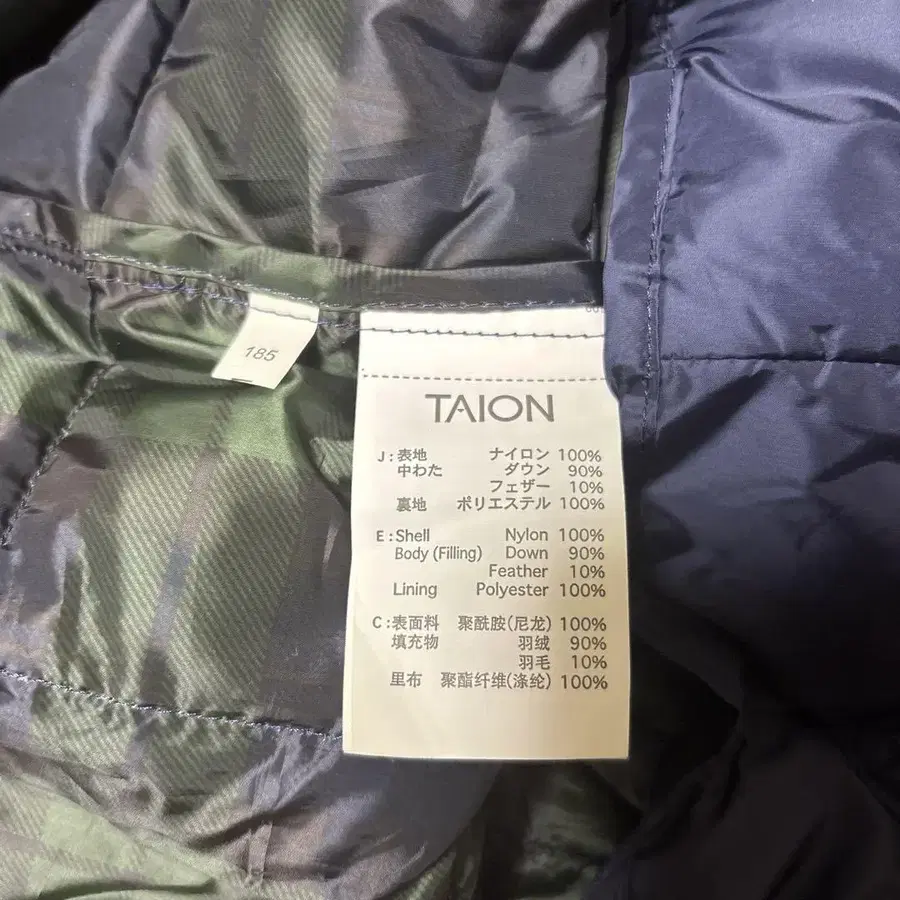 185
TAION
J:表地 ナイロン 100%
中わた ダウン 90%
フェザー 10%
裏地 ポリエステル 100%
E:Shell Nylon 100%
Body (Filling) Down 90%
Feather 10%
Lining Polyester 100%
C:表面料 聚酰胺(尼龙) 100%
填充物 羽绒 90%
羽毛 10%
里布 聚酯纤维(涤纶) 100%